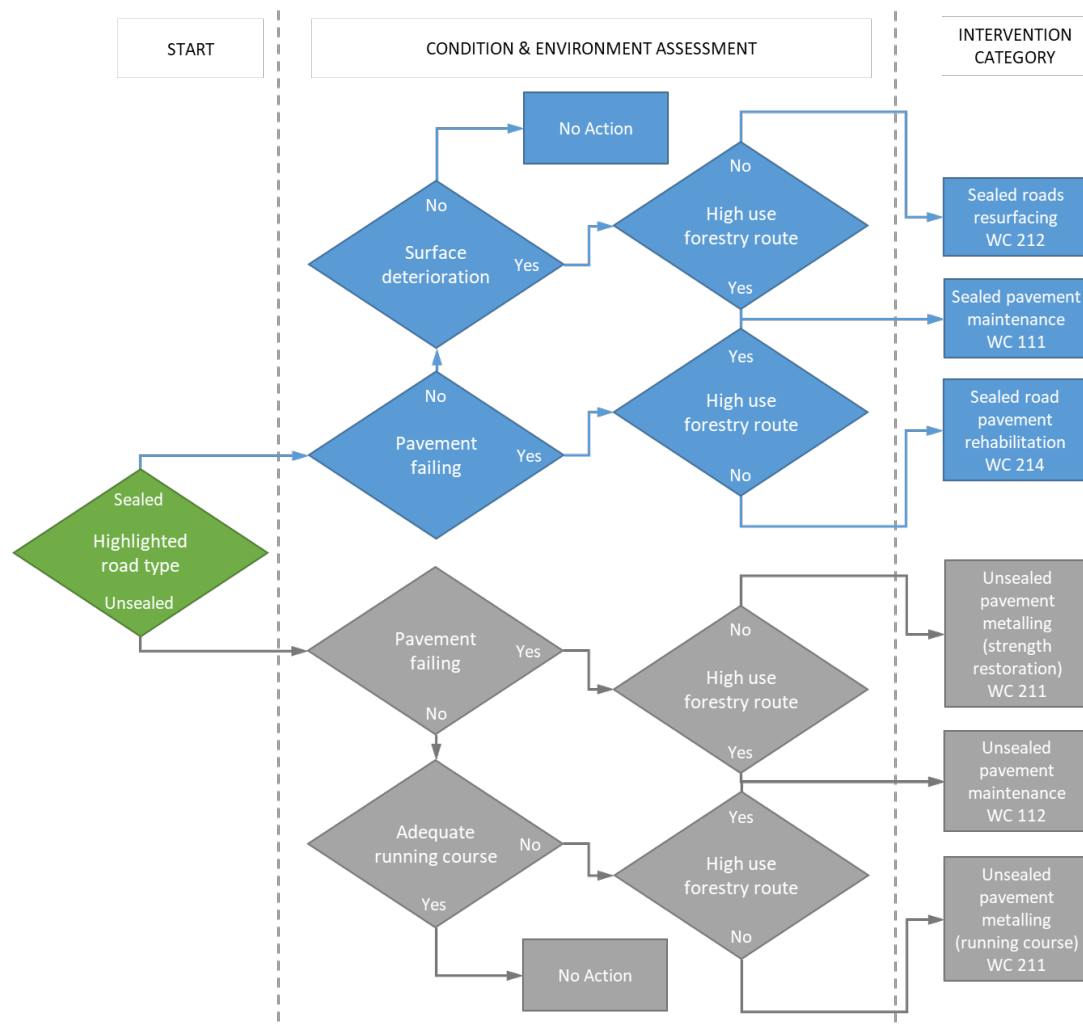 START
CONDITION & ENVIRONMENT ASSESSMENT
INTERVENTION
CATEGORY
No Action
No
High use
forestry route
Yes
Sealed roads
resurfacing
WC 212
No
Surface
deterioration
Yes
Sealed pavement
maintenance
WC 111
Yes
High use
forestry route
No
Sealed road
pavement
rehabilitation
WC 214
No
Pavement
failing
Yes
Sealed
Highlighted
road type
Unsealed
Pavement
failing
Yes
No
No
High use
forestry route
Yes
Unsealed
pavement
metalling
(strength
restoration)
WC 211
Unsealed
pavement
maintenance
WC 112
Adequate
running course
No
Yes
Yes
High use
forestry route
No
Unsealed
pavement
metalling
(running course)
WC 211
No Action